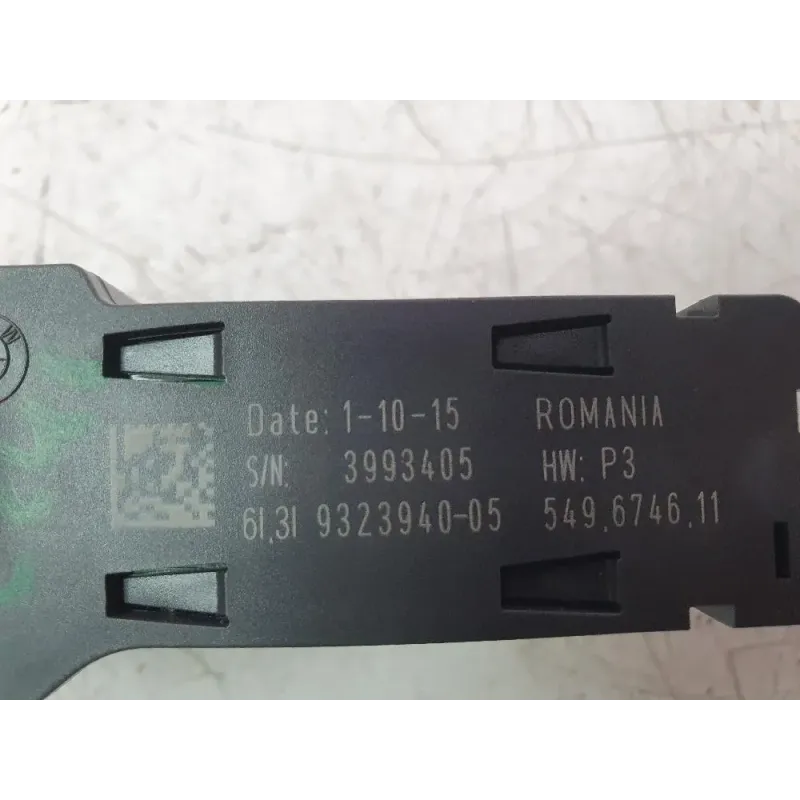 Date: 1-10-15 ROMANIA
S/N: 3993405 HW: P3
61.31 9323940-05 549.6746.11